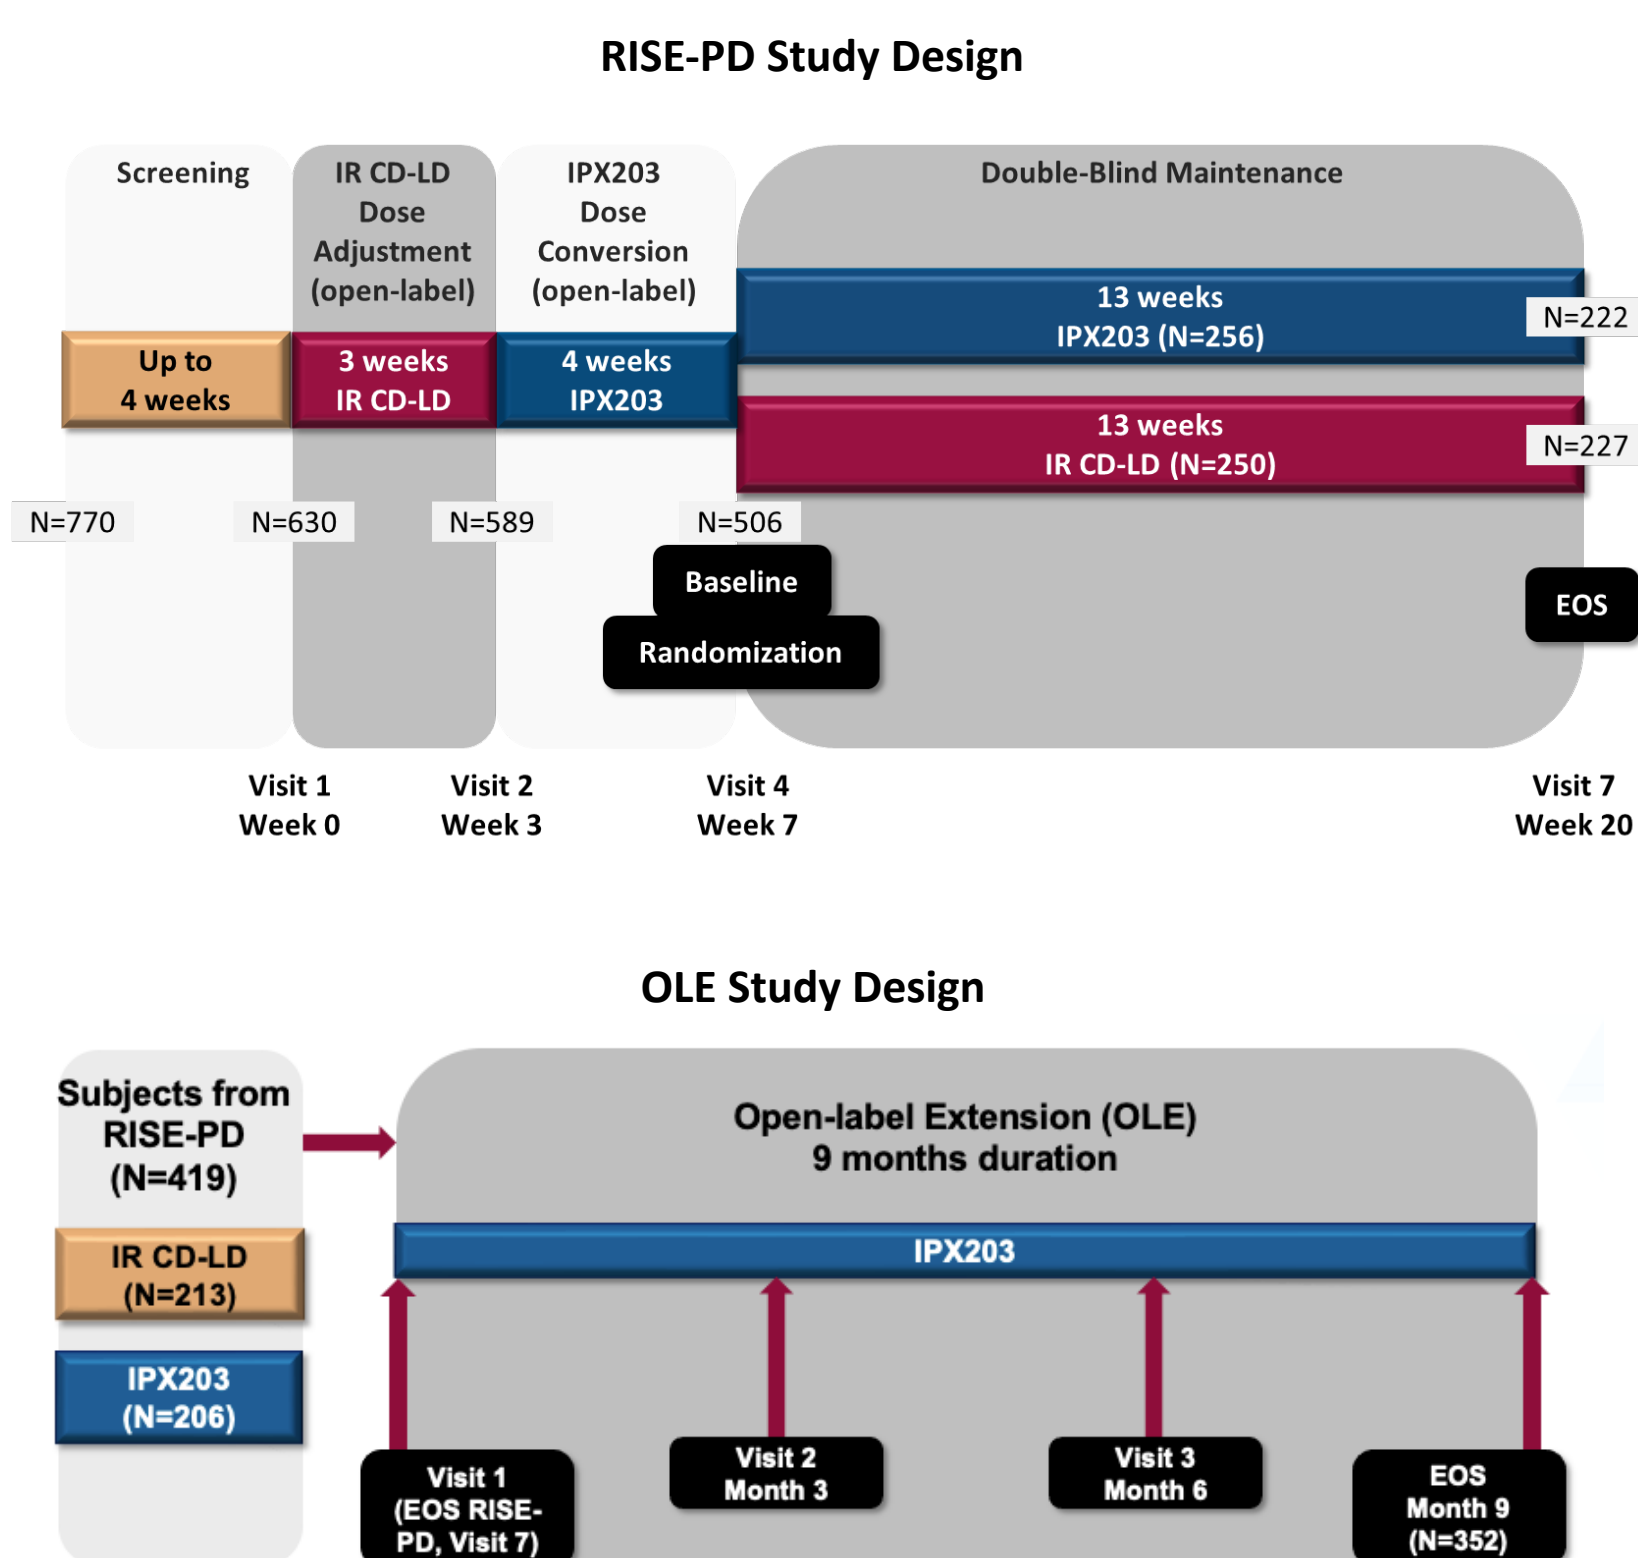 RISE-PD Study Design
Screening
IR CD-LD
Dose
Adjustment
(open-label)
IPX203
Dose
Conversion
(open-label)
Double-Blind Maintenance
Up to
4 weeks
3 weeks
IR CD-LD
4 weeks
IPX203
13 weeks
IPX203 (N=256)
N=222
13 weeks
IR CD-LD (N=250)
N=227
N=770
N=630
N=589
N=506
Baseline
Randomization
EOS
Visit 1
Week 0
Visit 2
Week 3
Visit 4
Week 7
Visit 7
Week 20
OLE Study Design
Subjects from
RISE-PD
(N=419)
IR CD-LD
(N=213)
IPX203
(N=206)
Open-label Extension (OLE)
9 months duration
IPX203
Visit 1
(EOS RISE-
PD, Visit 7)
Visit 2
Month 3
Visit 3
Month 6
EOS
Month 9
(N=352)